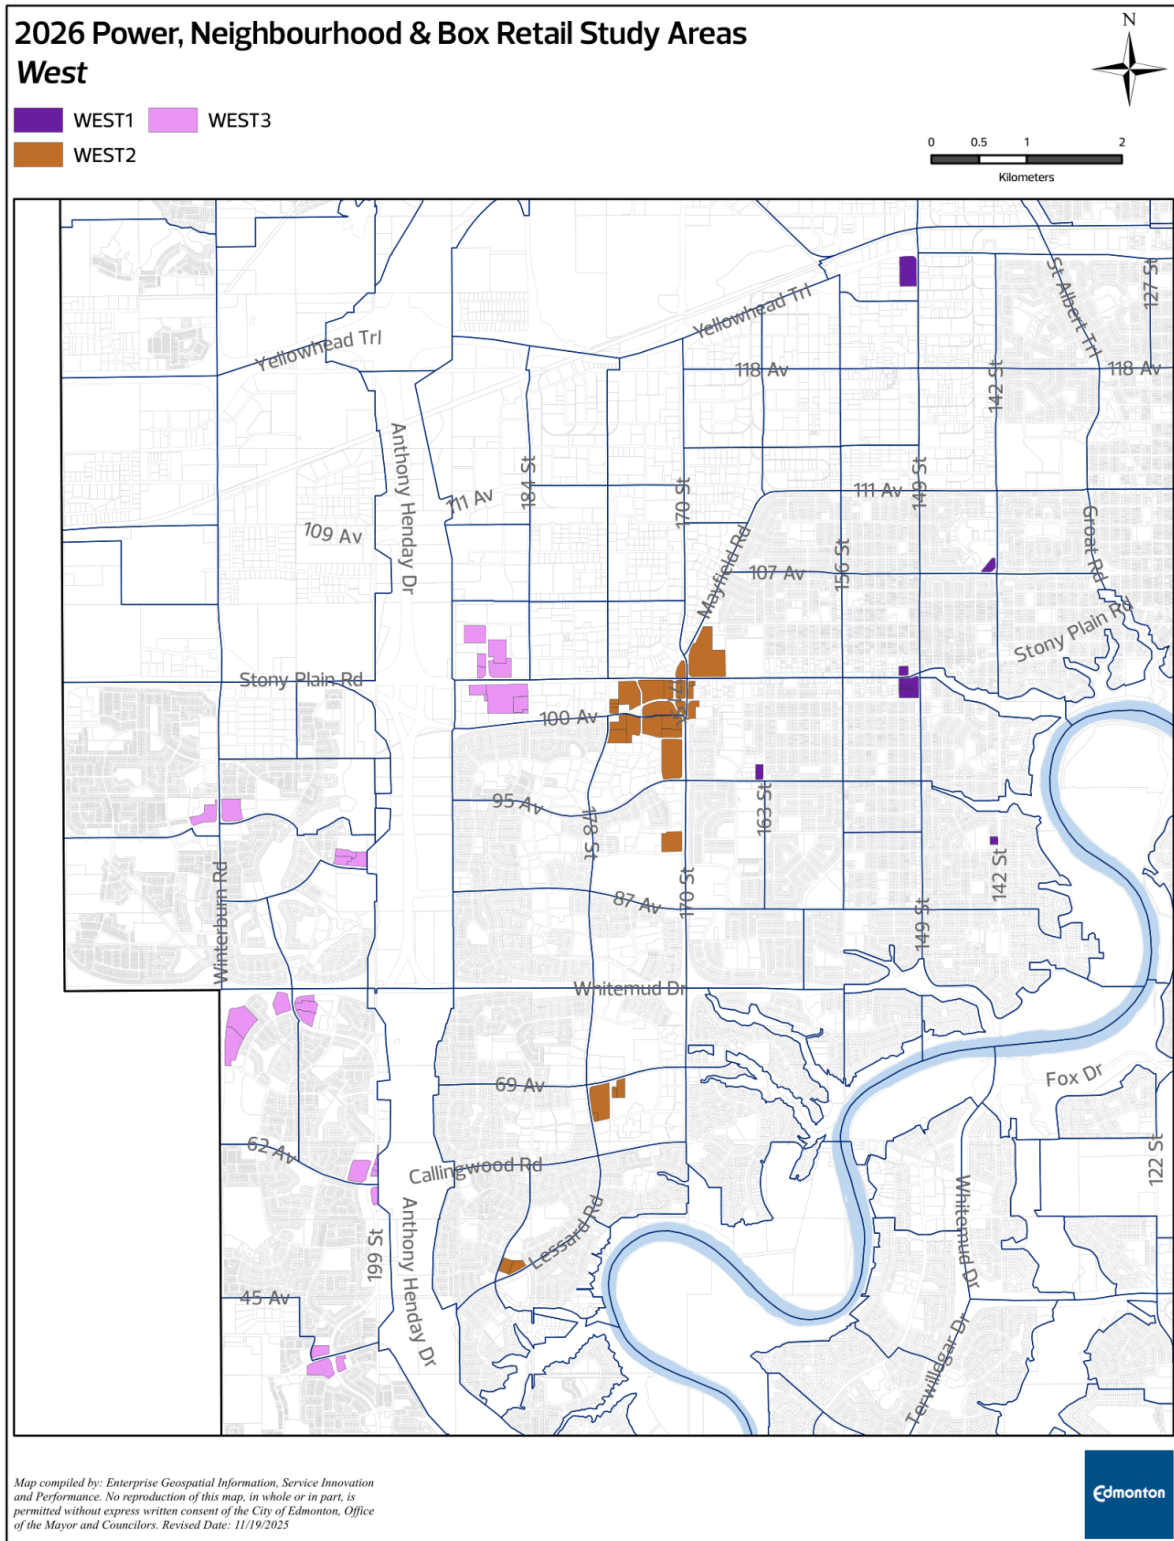 2026 Power, Neighbourhood & Box Retail Study Areas
West
N
WEST1
WEST3
WEST2
0 0.5 1 2
Kilometers
Yellowhead Trl
Yellowhead Trl
St Albert Trl
127 St
118 Av
118 Av
142 St
Anthony Henday Dr
184 St
111 Av
170 St
111 Av
149 St
109 Av
Mayfield Rd
156 St
107 Av
Groat Rd
Stony Plain Rd
Stony Plain Rd
100 Av
95 Av
178 St
163 St
142 St
Winterburn Rd
87 Av
170 St
149 St
Whitemud Dr
69 Av
Fox Dr
62 Av
Callingwood Rd
122 St
199 St
Anthony Henday Dr
Lessard Rd
Whitemud Dr
45 Av
Terwillegar Dr
Map compiled by: Enterprise Geospatial Information, Service Innovation
and Performance. No reproduction of this map, in whole or in part, is
permitted without express written consent of the City of Edmonton, Office
of the Mayor and Councilors. Revised Date: 11/19/2025
Edmonton